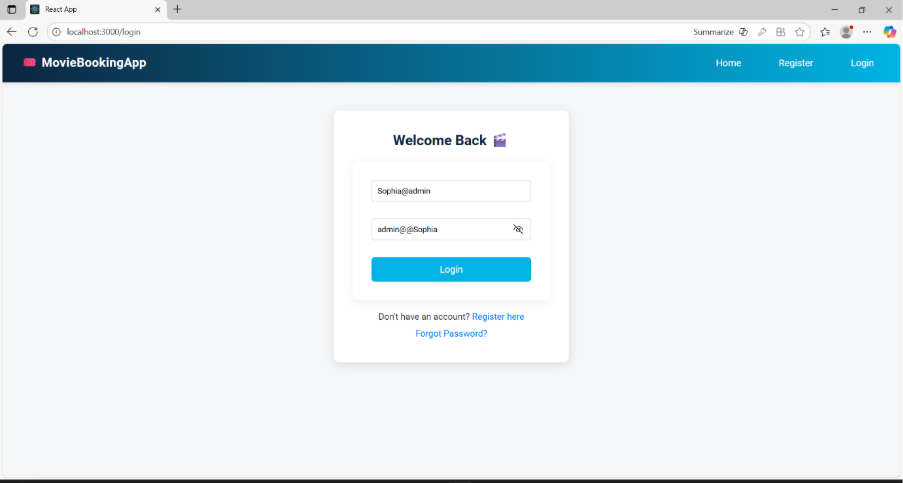 React App
localhost:3000/login
Summarize
MovieBookingApp
Home Register Login
Welcome Back
Sophia@admin
admin@@Sophia
Login
Don't have an account? Register here
Forgot Password?